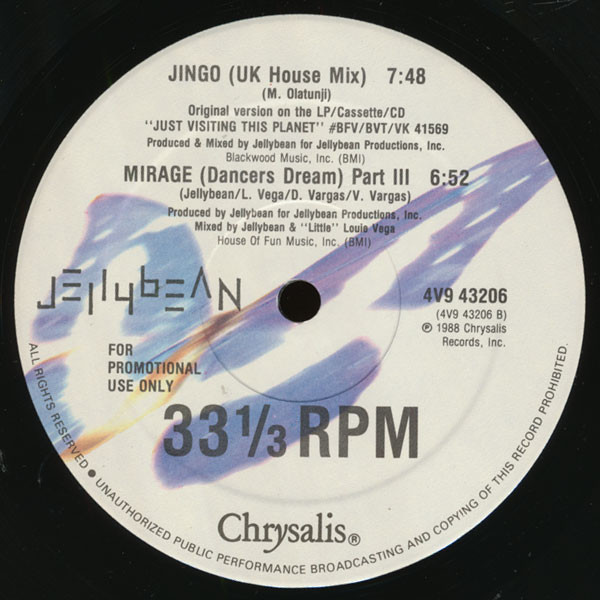 JINGO (UK House Mix) 7:48
(M. Olatunji)
Original version on the LP/Cassette/CD
"JUST VISITING THIS PLANET" #BFV/BVT/VK 41569
Produced & Mixed by Jellybean for Jellybean Productions, Inc.
Blackwood Music, Inc. (BMI)
MIRAGE (Dancers Dream) Part III 6:52
(Jellybean/L. Vega/D. Vargas/V. Vargas)
Produced by Jellybean for Jellybean Productions, Inc.
Mixed by Jellybean & "Little" Louie Vega
House Of Fun Music, Inc. (BMI)
JEllybEAN
4V9 43206
(4V9 43206 B)
℗ 1988 Chrysalis
Records, Inc.
FOR
PROMOTIONAL
USE ONLY
33 1/3 RPM
Chrysalis®
ALL RIGHTS RESERVED ● UNAUTHORIZED PUBLIC PERFORMANCE BROADCASTING AND COPYING OF THIS RECORD PROHIBITED.